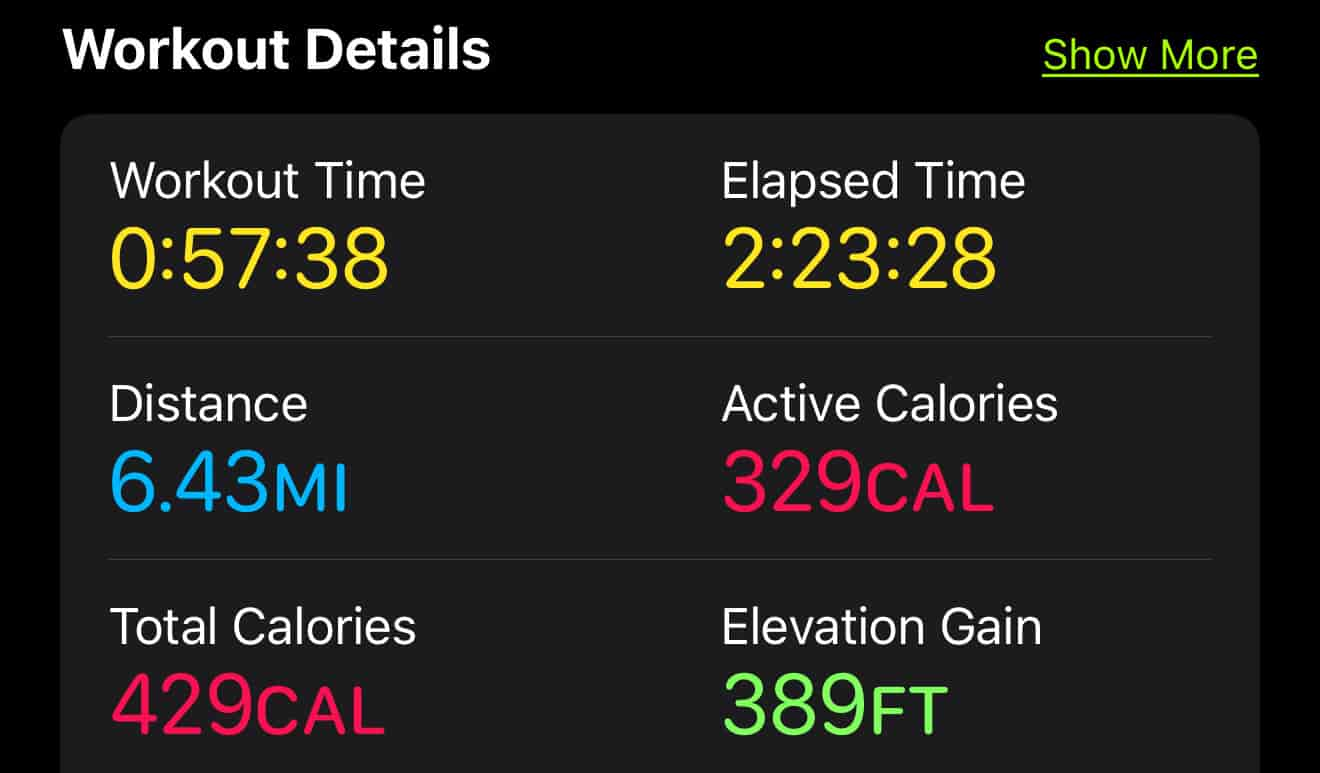 Workout Details
Show More
Workout Time
Elapsed Time
0:57:38
2:23:28
Distance
Active Calories
6.43MI
329CAL
Total Calories
Elevation Gain
429CAL
389FT